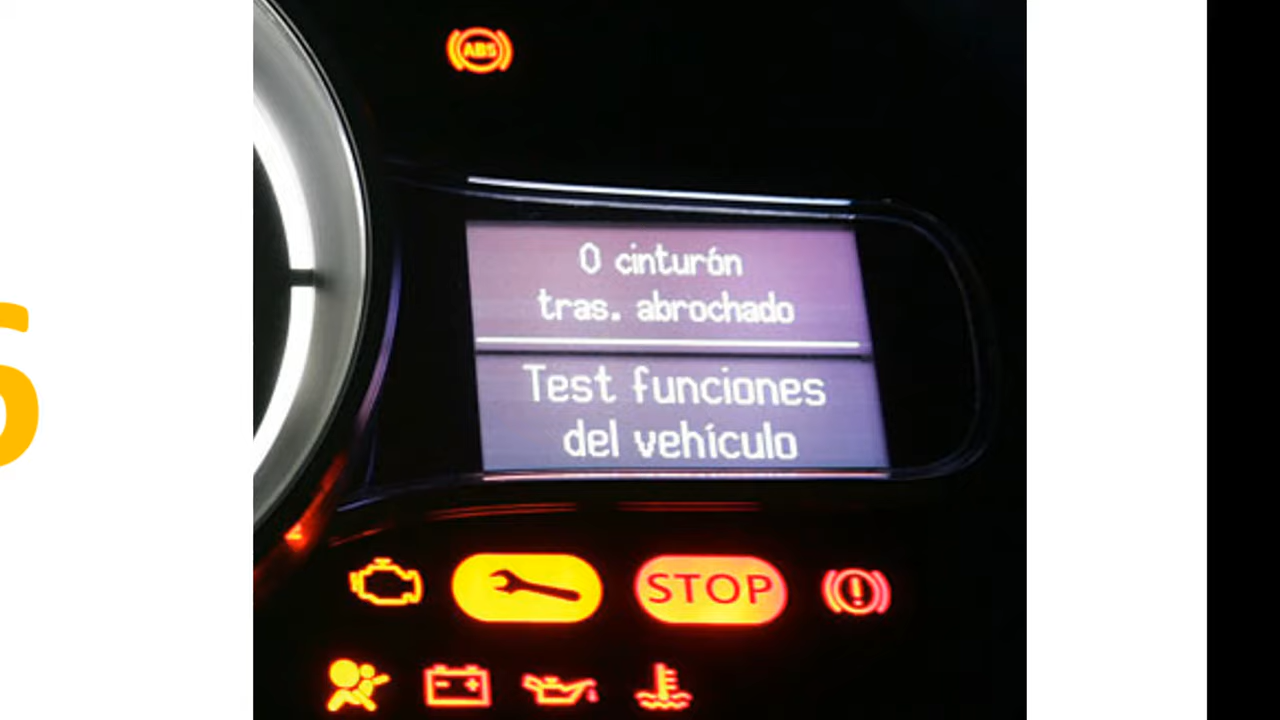 ABS
0 cinturón
tras. abrochado
Test funciones
del vehículo
STOP